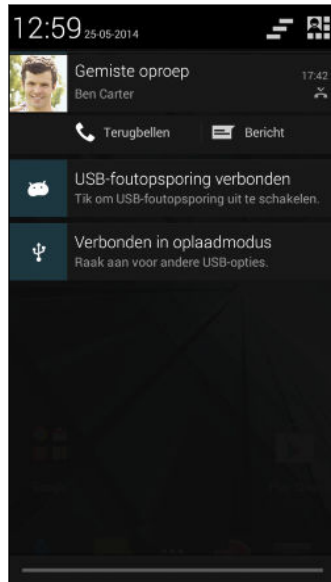 12:59 25-05-2014
Gemiste oproep 17:42
Ben Carter
Terugbellen Bericht
USB-foutopsporing verbonden
Tik om USB-foutopsporing uit te schakelen.
Verbonden in oplaadmodus
Raak aan voor andere USB-opties.